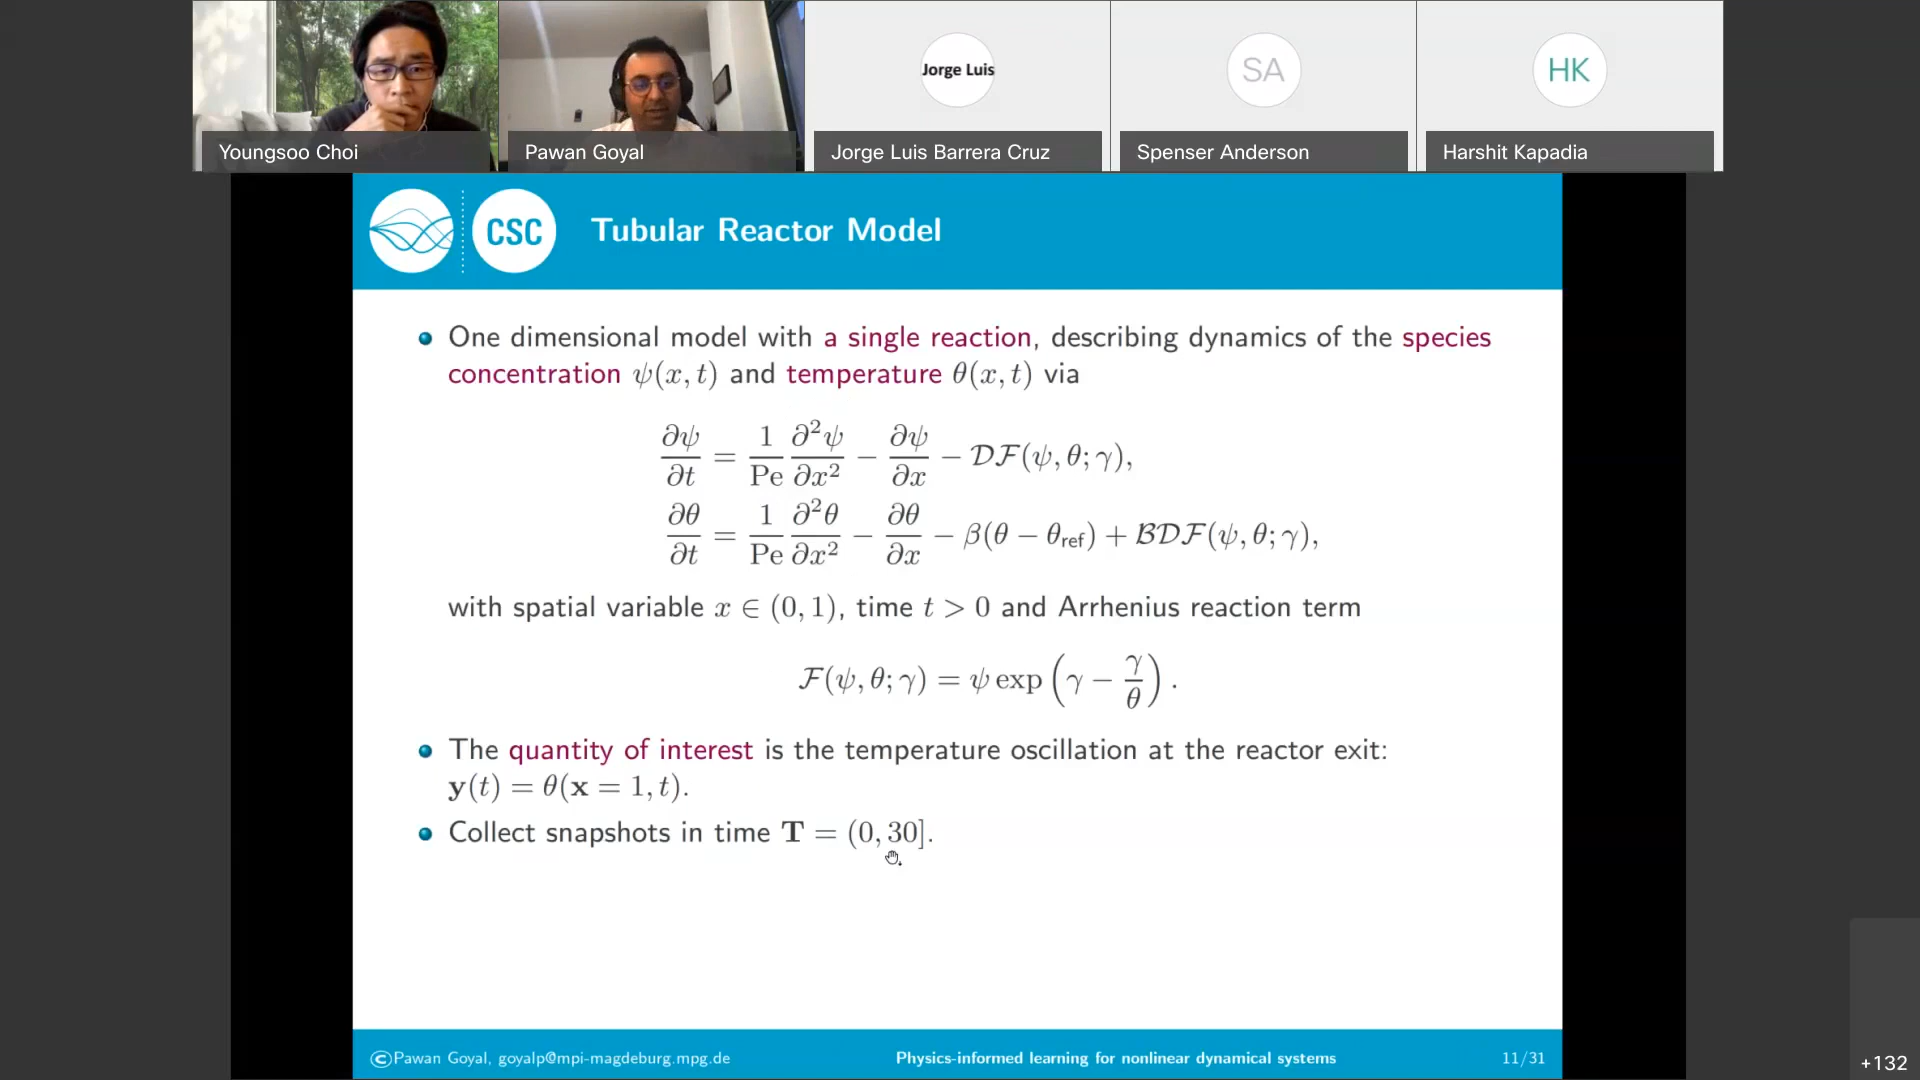 Jorge Luis
SA
HK
Youngsoo Choi
Pawan Goyal
Jorge Luis Barrera Cruz
Spenser Anderson
Harshit Kapadia
CSC
Tubular Reactor Model
One dimensional model with a single reaction, describing dynamics of the species
concentration ψ(x, t) and temperature θ(x, t) via
∂ψ/∂t = 1/Pe ∂²ψ/∂x² − ∂ψ/∂x − 𝒟ℱ(ψ, θ; γ),
∂θ/∂t = 1/Pe ∂²θ/∂x² − ∂θ/∂x − β(θ − θ_ref) + ℬ𝒟ℱ(ψ, θ; γ),
with spatial variable x ∈ (0, 1), time t > 0 and Arrhenius reaction term
ℱ(ψ, θ; γ) = ψ exp (γ − γ/θ) .
The quantity of interest is the temperature oscillation at the reactor exit:
y(t) = θ(x = 1, t).
Collect snapshots in time T = (0, 30].
©Pawan Goyal, goyalp@mpi-magdeburg.mpg.de
Physics-informed learning for nonlinear dynamical systems
11/31
+132